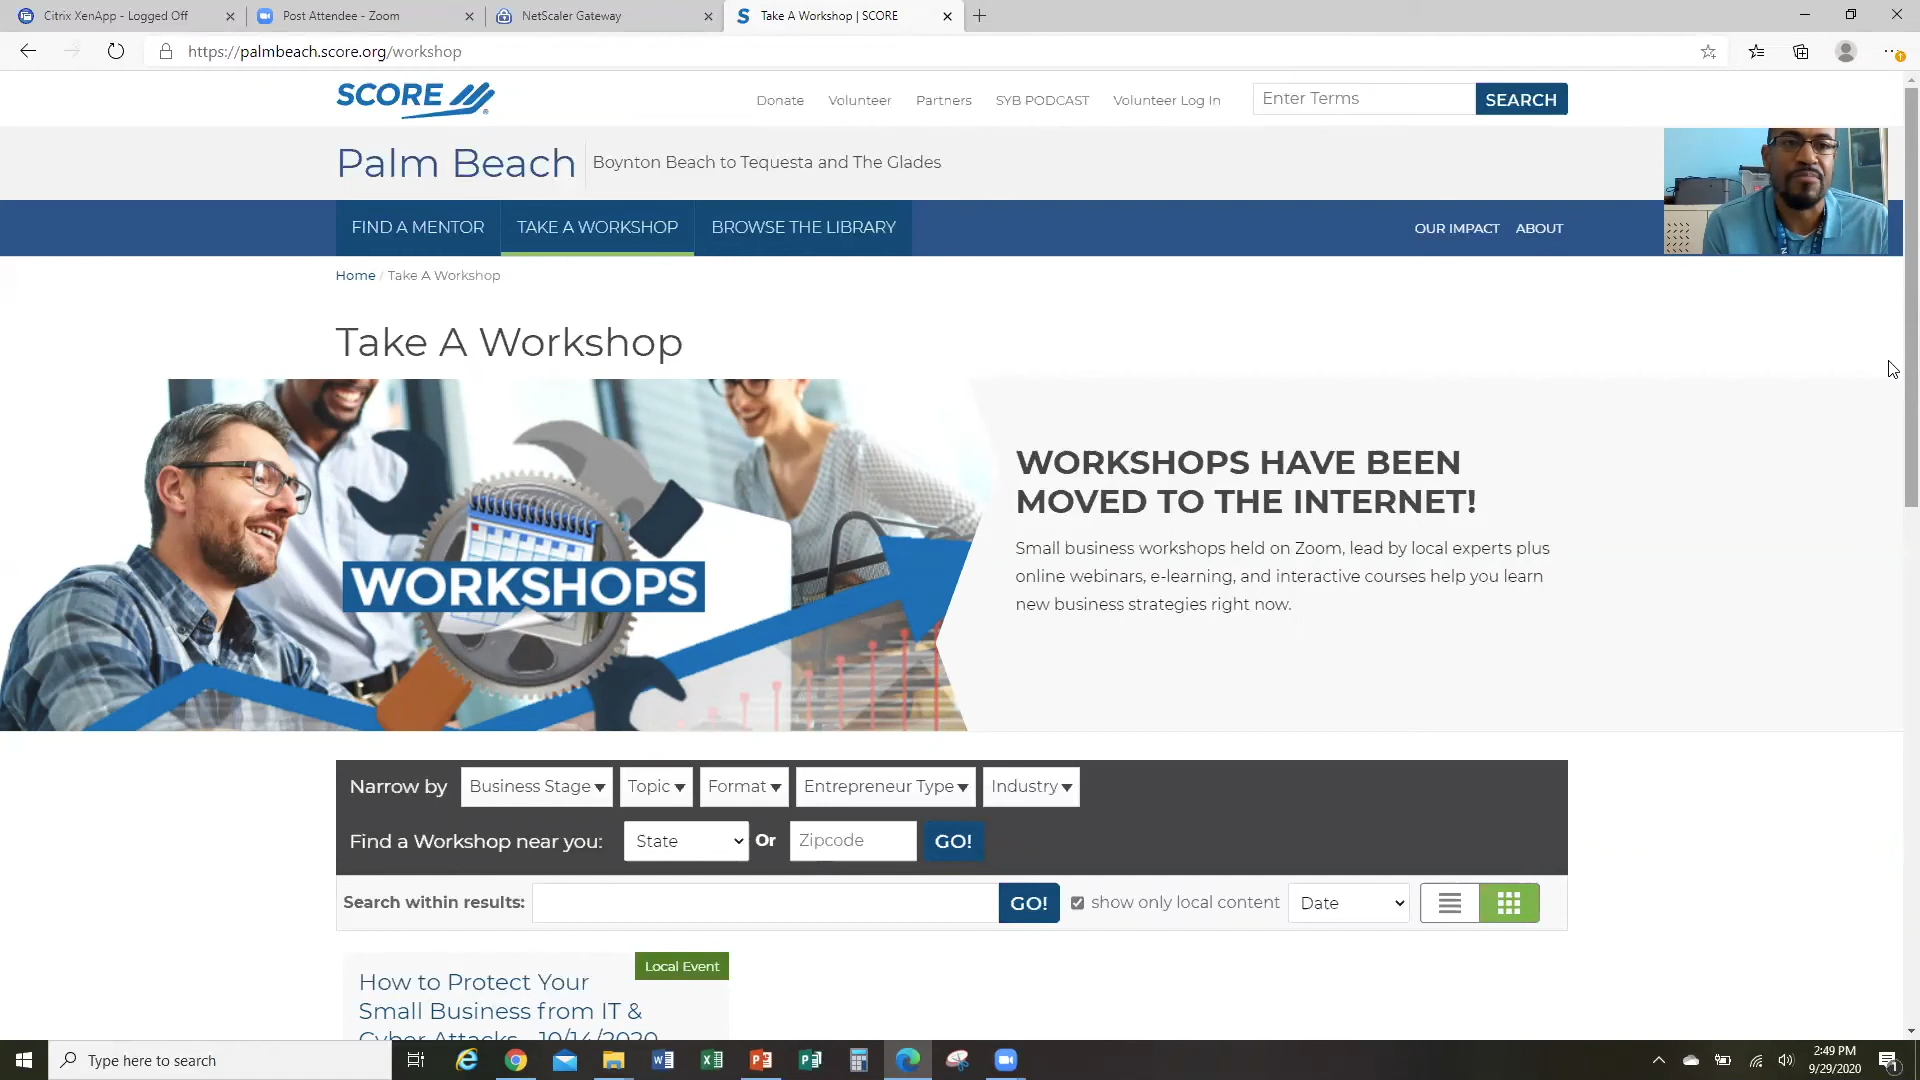 Citrix XenApp - Logged Off
Post Attendee - Zoom
NetScaler Gateway
Take A Workshop | SCORE
https://palmbeach.score.org/workshop
SCORE
Donate
Volunteer
Partners
SYB PODCAST
Volunteer Log In
Enter Terms
SEARCH
Palm Beach
Boynton Beach to Tequesta and The Glades
FIND A MENTOR
TAKE A WORKSHOP
BROWSE THE LIBRARY
OUR IMPACT
ABOUT
Home / Take A Workshop
Take A Workshop
WORKSHOPS
WORKSHOPS HAVE BEEN
MOVED TO THE INTERNET!
Small business workshops held on Zoom, lead by local experts plus
online webinars, e-learning, and interactive courses help you learn
new business strategies right now.
Narrow by
Business Stage
Topic
Format
Entrepreneur Type
Industry
Find a Workshop near you:
State
Or
Zipcode
GO!
Search within results:
GO!
show only local content
Date
Local Event
How to Protect Your
Small Business from IT &
Cyber Attacks - 10/14/2020
Type here to search
2:49 PM
9/29/2020
1